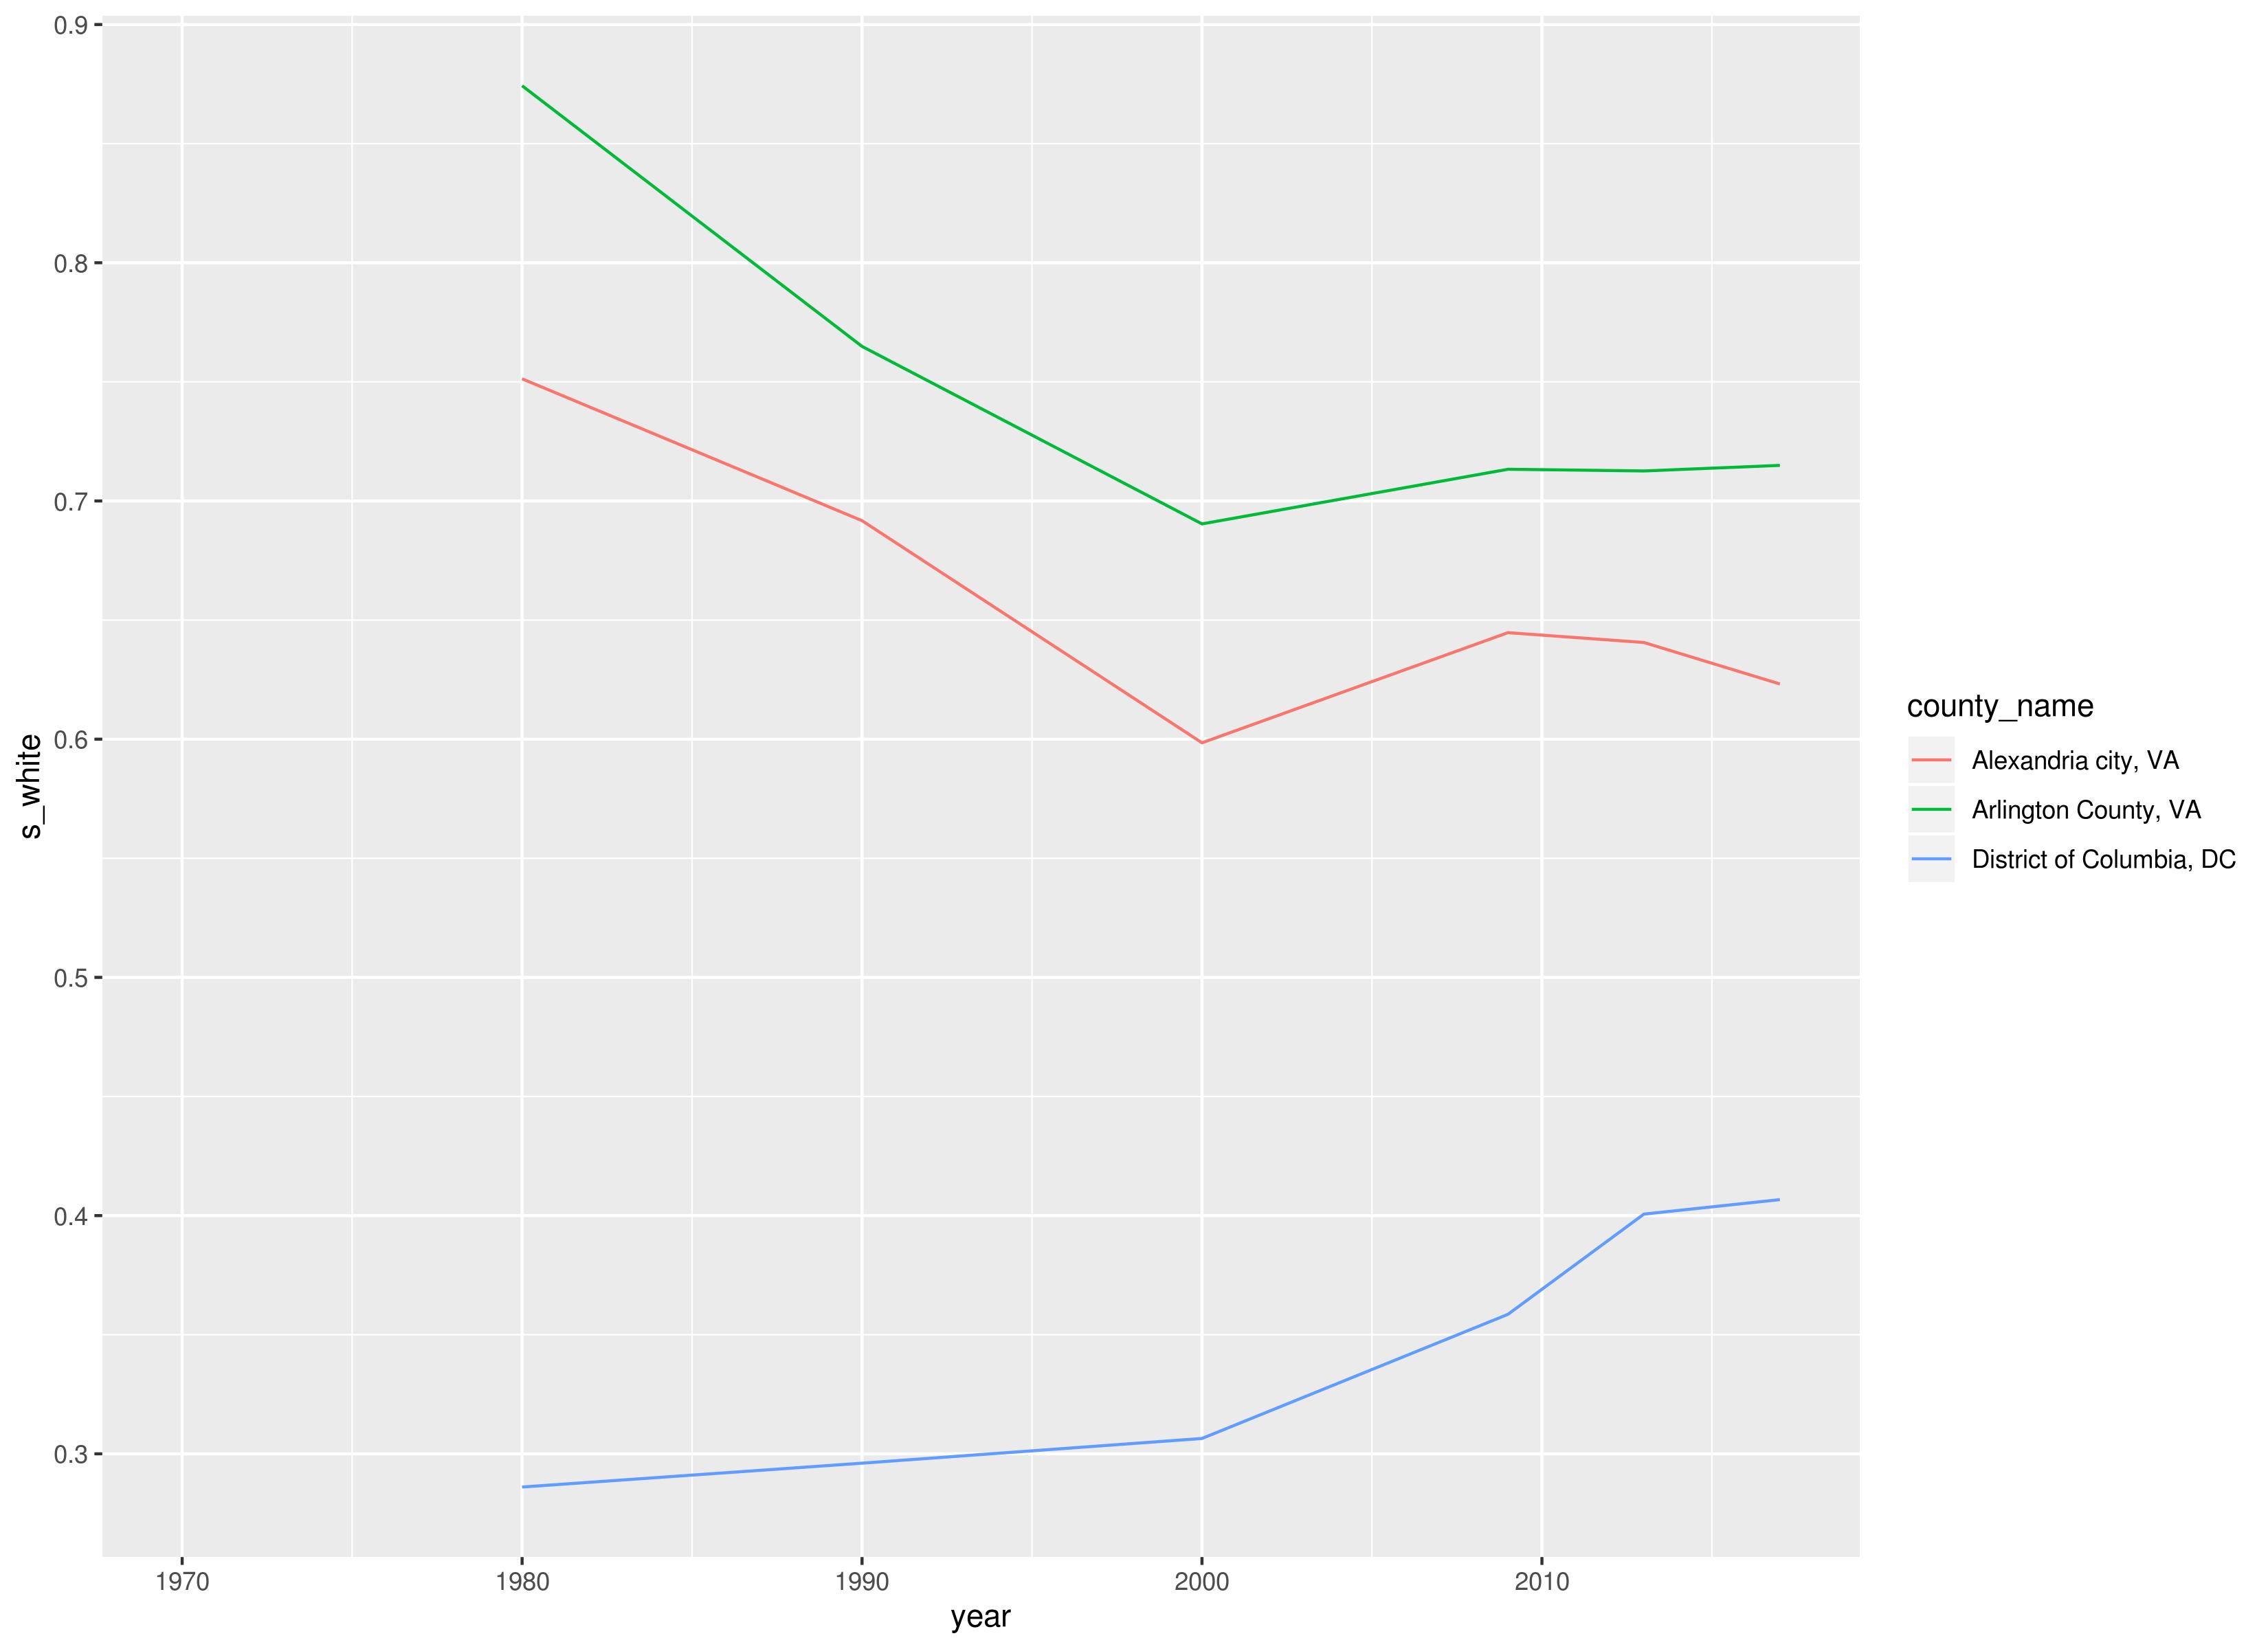 0.9
0.8
0.7
0.6
0.5
0.4
0.3
s_white
1970 1980 1990 2000 2010
year
county_name
Alexandria city, VA
Arlington County, VA
District of Columbia, DC